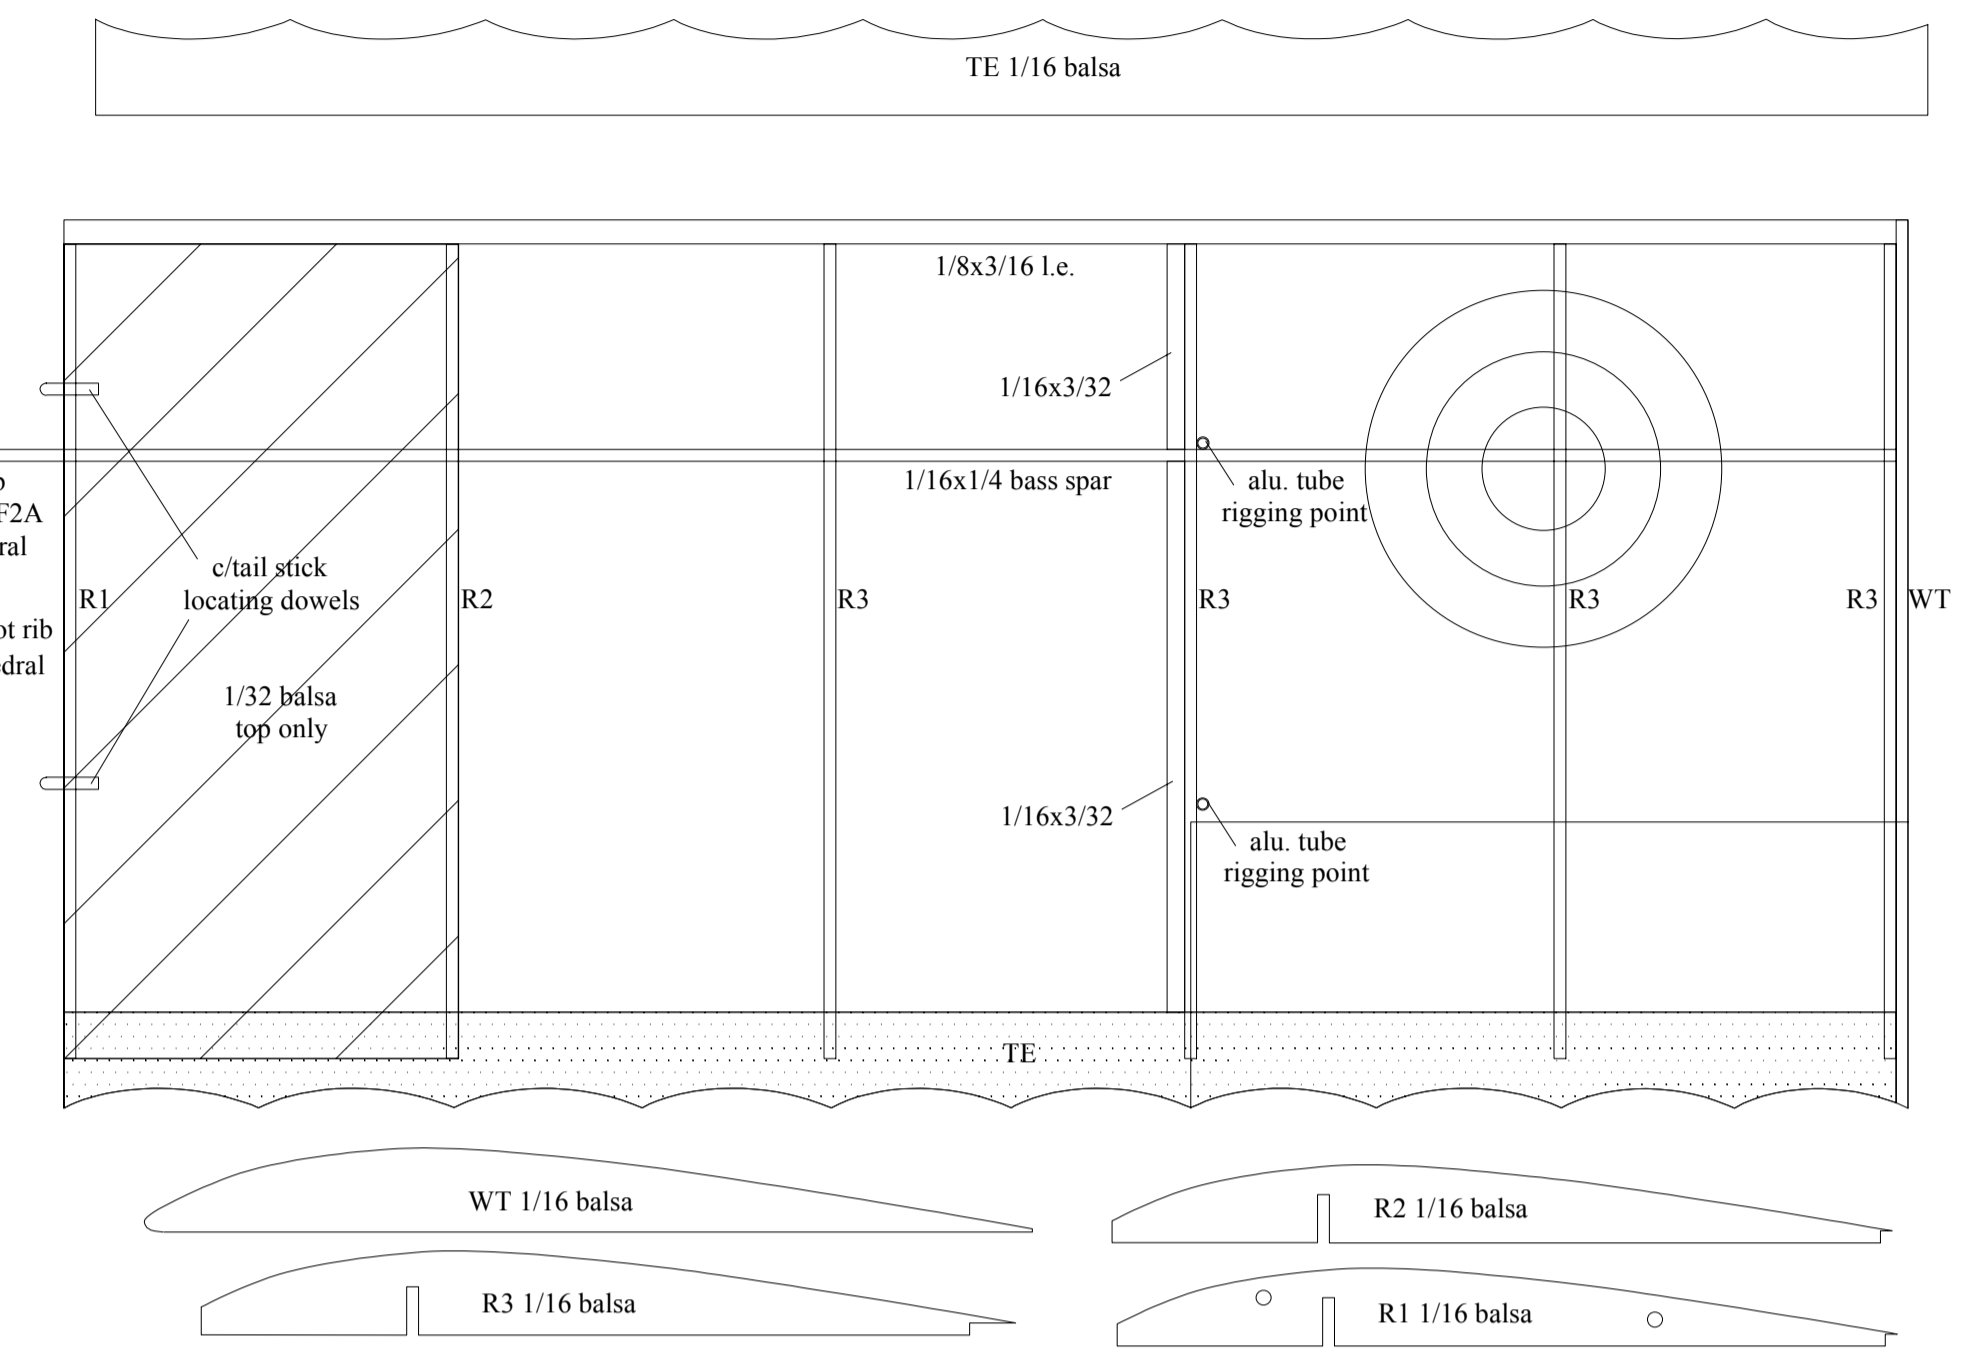 TE 1/16 balsa
1/8x3/16 l.e.
1/16x3/32
1/16x1/4 bass spar
alu. tube
rigging point
F2A
c/tail stick
locating dowels
R1
R2
R3
R3
R3
R3
WT
rib
1/32 balsa
top only
1/16x3/32
alu. tube
rigging point
TE
WT 1/16 balsa
R2 1/16 balsa
R3 1/16 balsa
R1 1/16 balsa